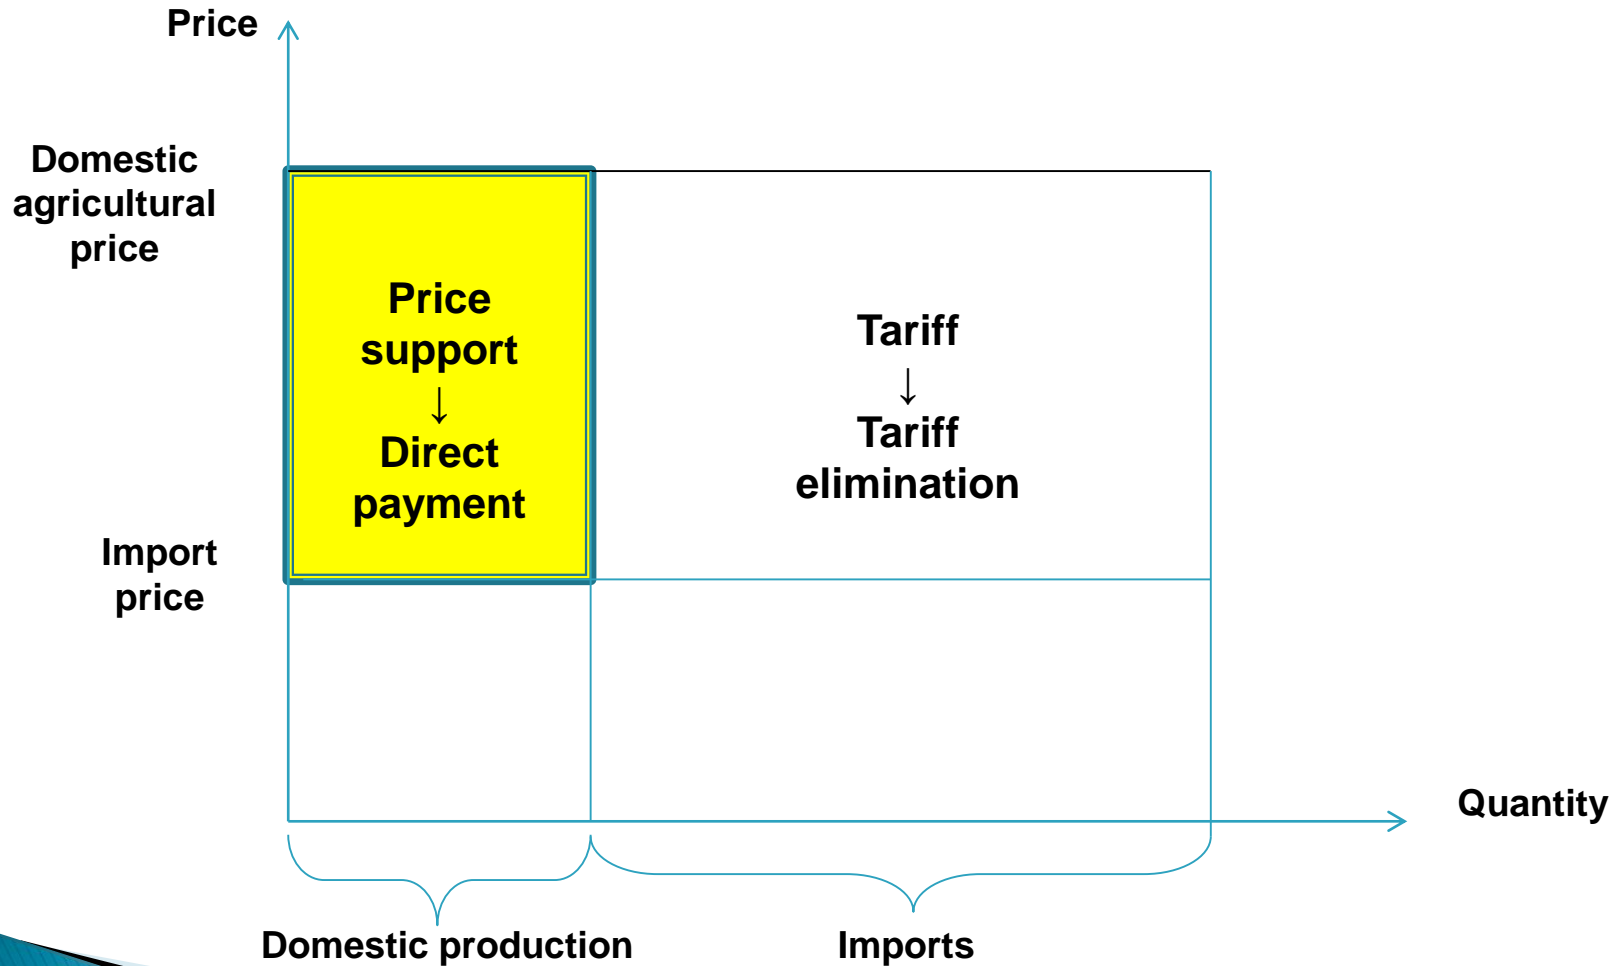 Price
Domestic
agricultural
price
Price
support
↓
Direct
payment
Tariff
↓
Tariff
elimination
Import
price
Quantity
Domestic production
Imports